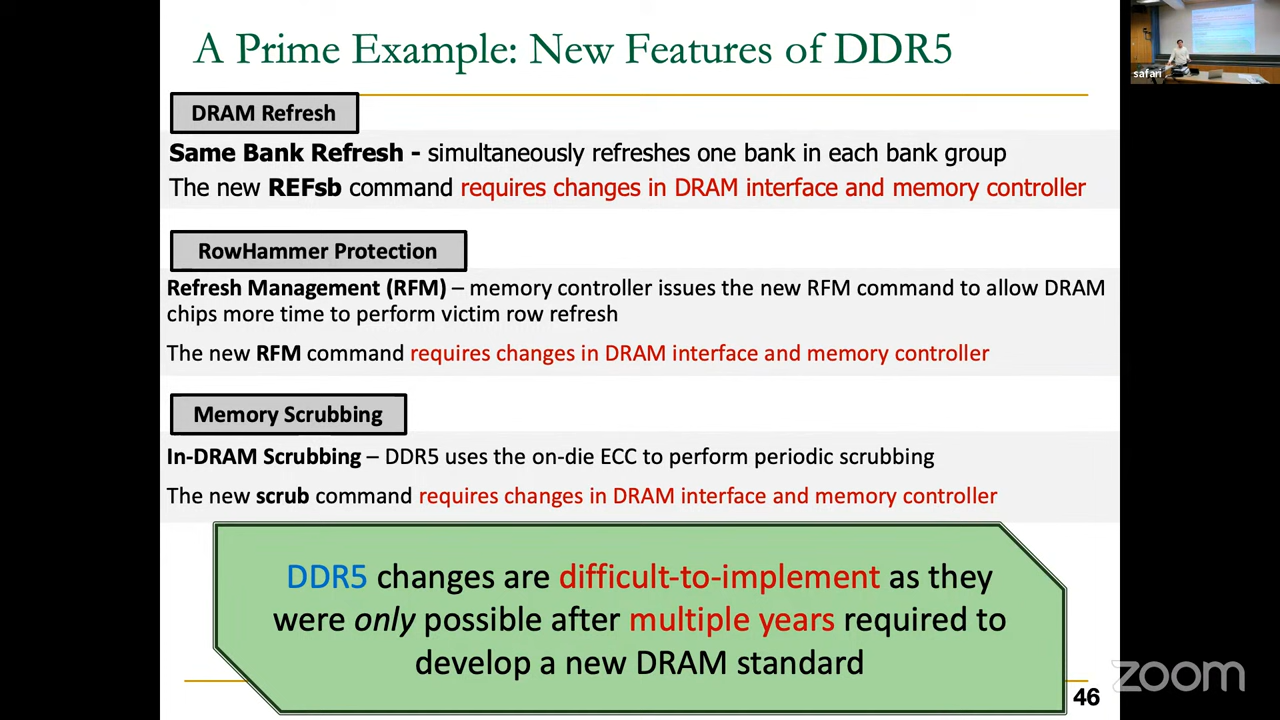 A Prime Example: New Features of DDR5
safari
DRAM Refresh
Same Bank Refresh - simultaneously refreshes one bank in each bank group
The new REFsb command requires changes in DRAM interface and memory controller
RowHammer Protection
Refresh Management (RFM) – memory controller issues the new RFM command to allow DRAM
chips more time to perform victim row refresh
The new RFM command requires changes in DRAM interface and memory controller
Memory Scrubbing
In-DRAM Scrubbing – DDR5 uses the on-die ECC to perform periodic scrubbing
The new scrub command requires changes in DRAM interface and memory controller
DDR5 changes are difficult-to-implement as they
were only possible after multiple years required to
develop a new DRAM standard
46
zoom